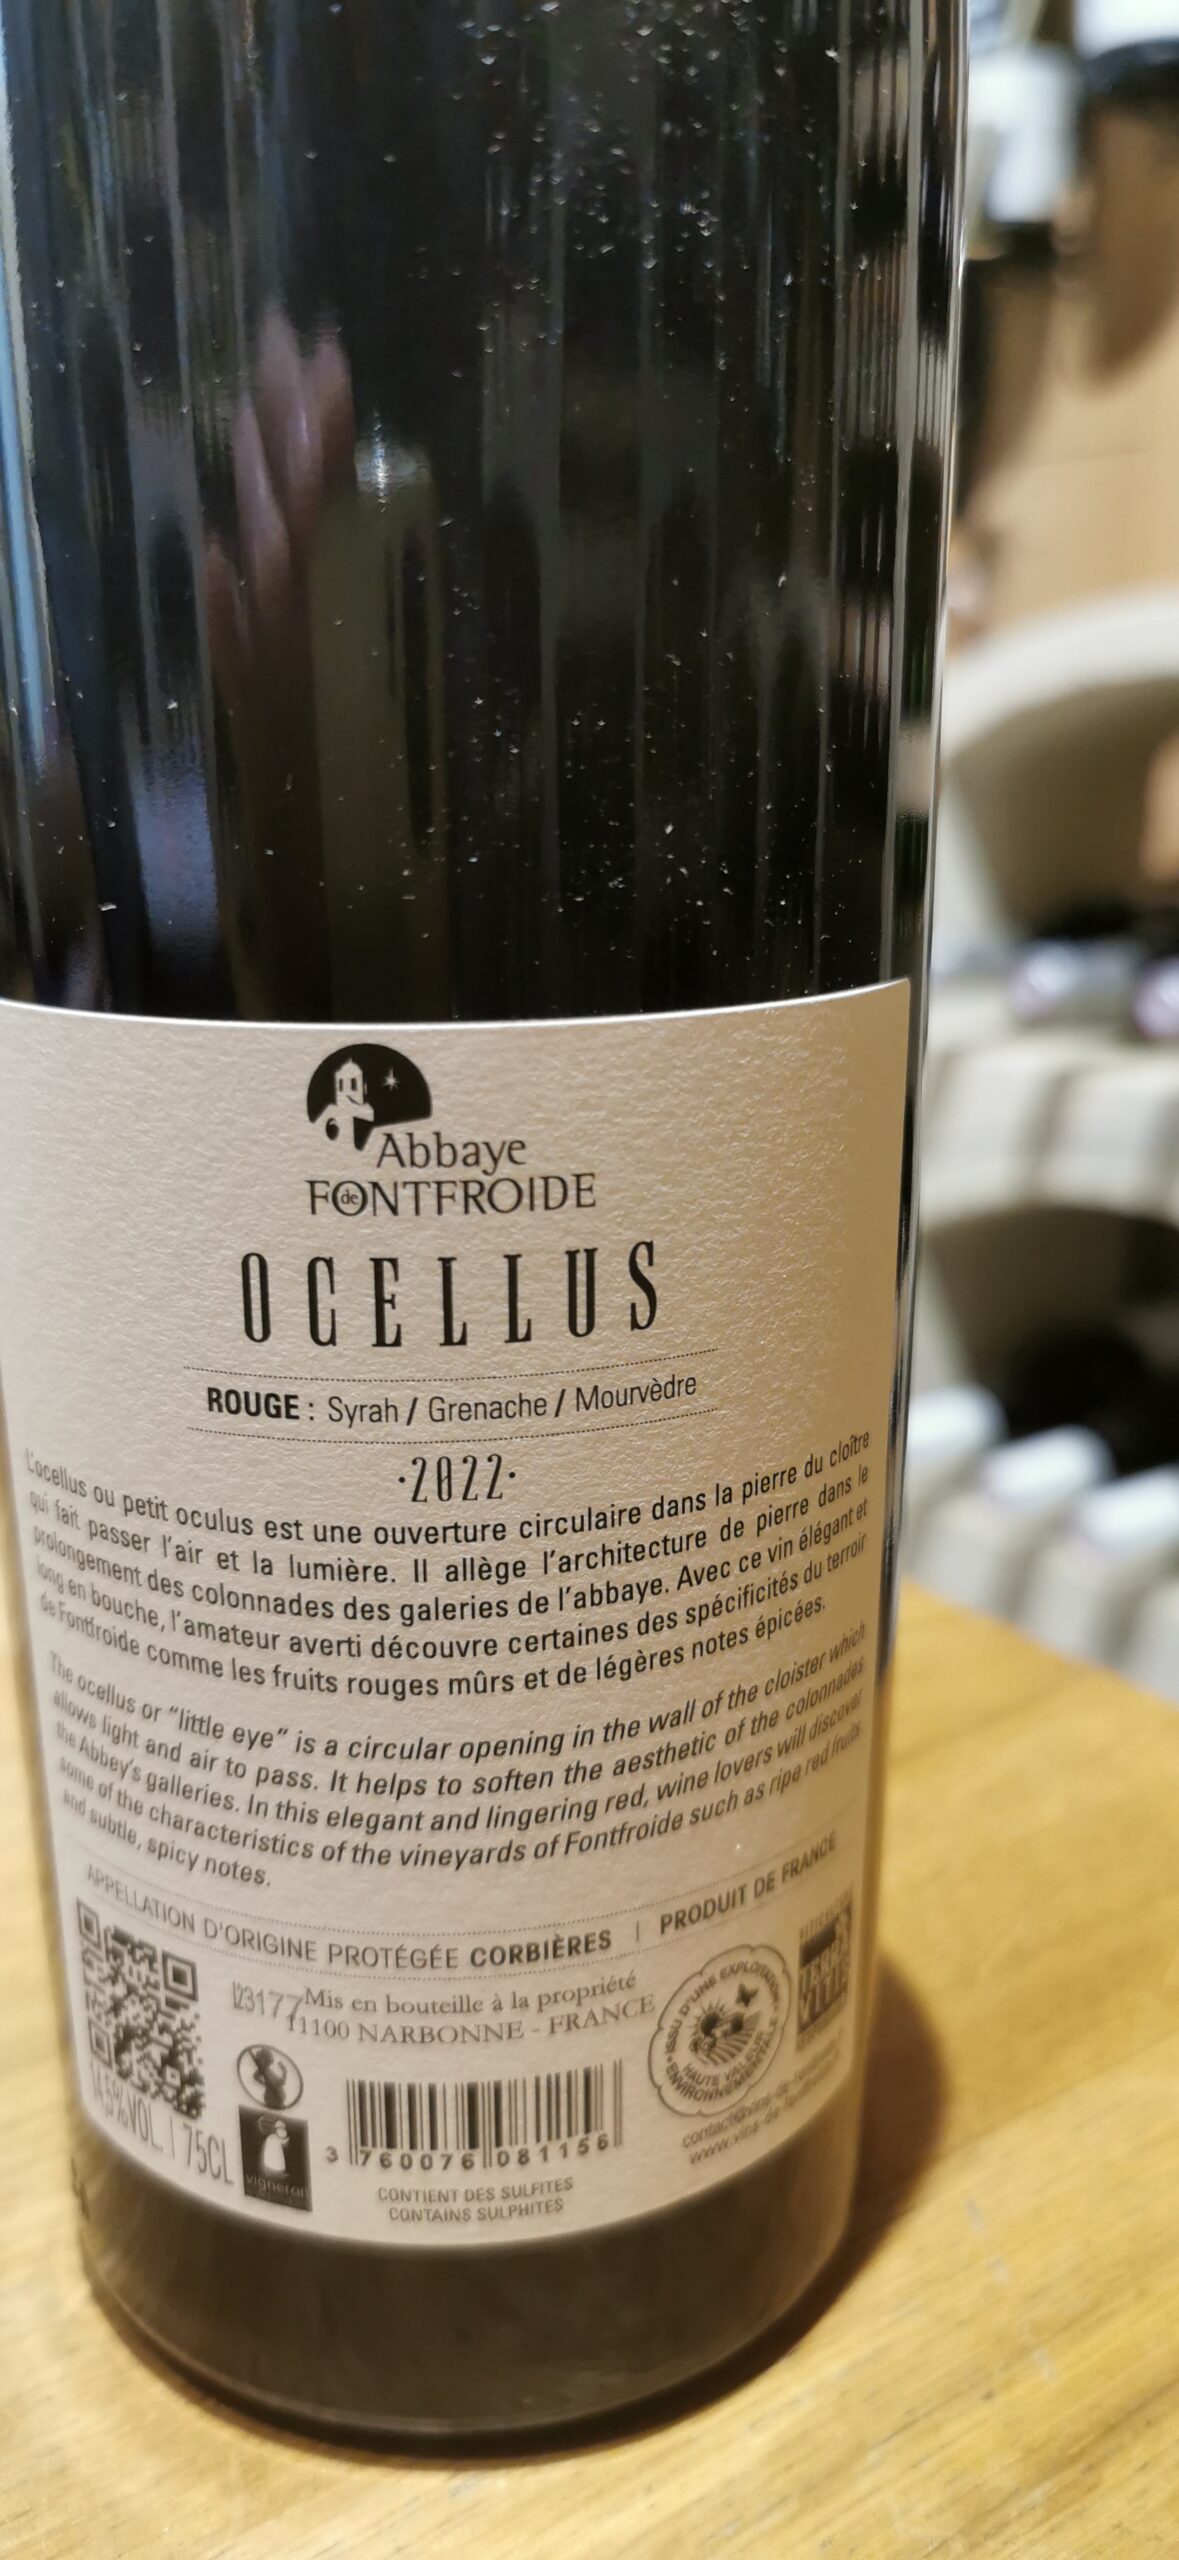 Abbaye
de FONTFROIDE
OCELLUS
ROUGE : Syrah / Grenache / Mourvèdre
·2022·
L'ocellus ou petit oculus est une ouverture circulaire dans la pierre du cloître
qui fait passer l'air et la lumière. Il allège l'architecture de pierre dans le
prolongement des colonnades des galeries de l'abbaye. Avec ce vin élégant et
long en bouche, l'amateur averti découvre certaines des spécificités du terroir
de Fontfroide comme les fruits rouges mûrs et de légères notes épicées.
The ocellus or “little eye” is a circular opening in the wall of the cloister which
allows light and air to pass. It helps to soften the aesthetic of the colonnades
the Abbey's galleries. In this elegant and lingering red, wine lovers will discover
some of the characteristics of the vineyards of Fontfroide such as ripe red fruits
and subtle, spicy notes.
APPELLATION D'ORIGINE PROTÉGÉE CORBIÈRES | PRODUIT DE FRANCE
L23177 Mis en bouteille à la propriété
11100 NARBONNE - FRANCE
ISSU D'UNE EXPLOITATION
HAUTE VALEUR
ENVIRONNEMENTALE
14,5%VOL. | 75CL
vigneron
3 760076 081156
CONTIENT DES SULFITES
CONTAINS SULPHITES